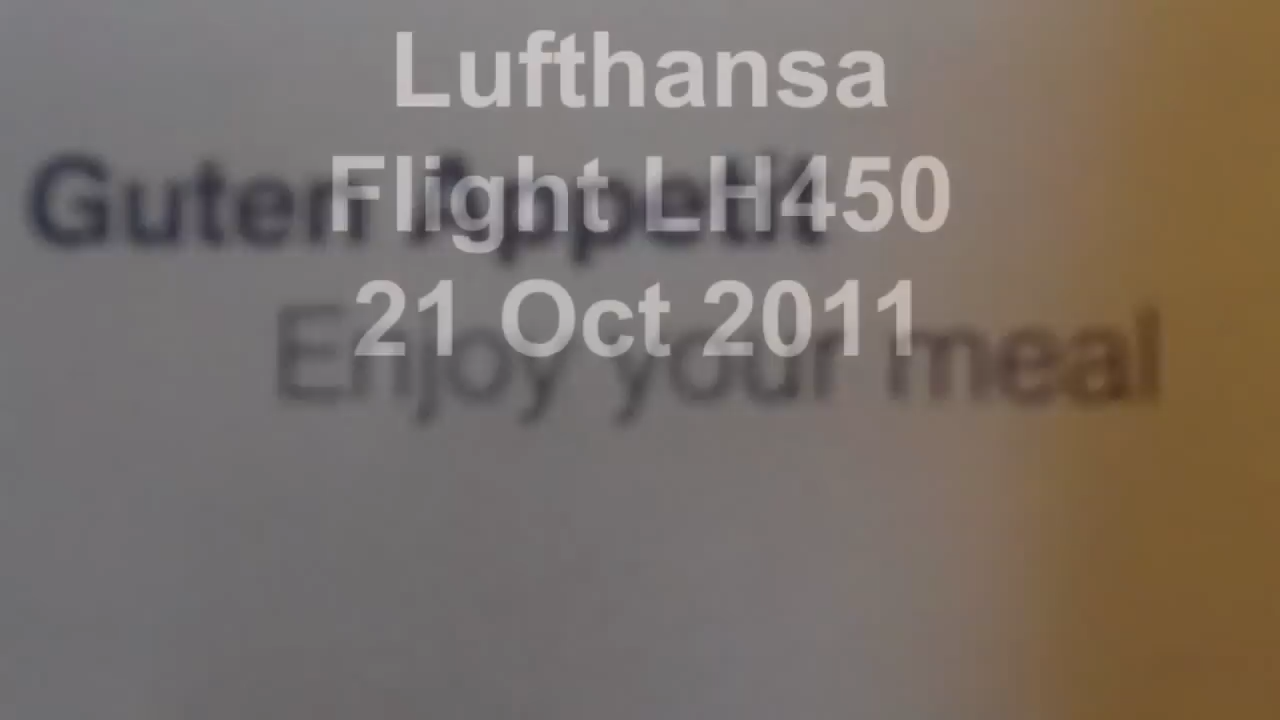 Lufthansa
Flight LH450
21 Oct 2011
Guten Appetit
Enjoy your meal